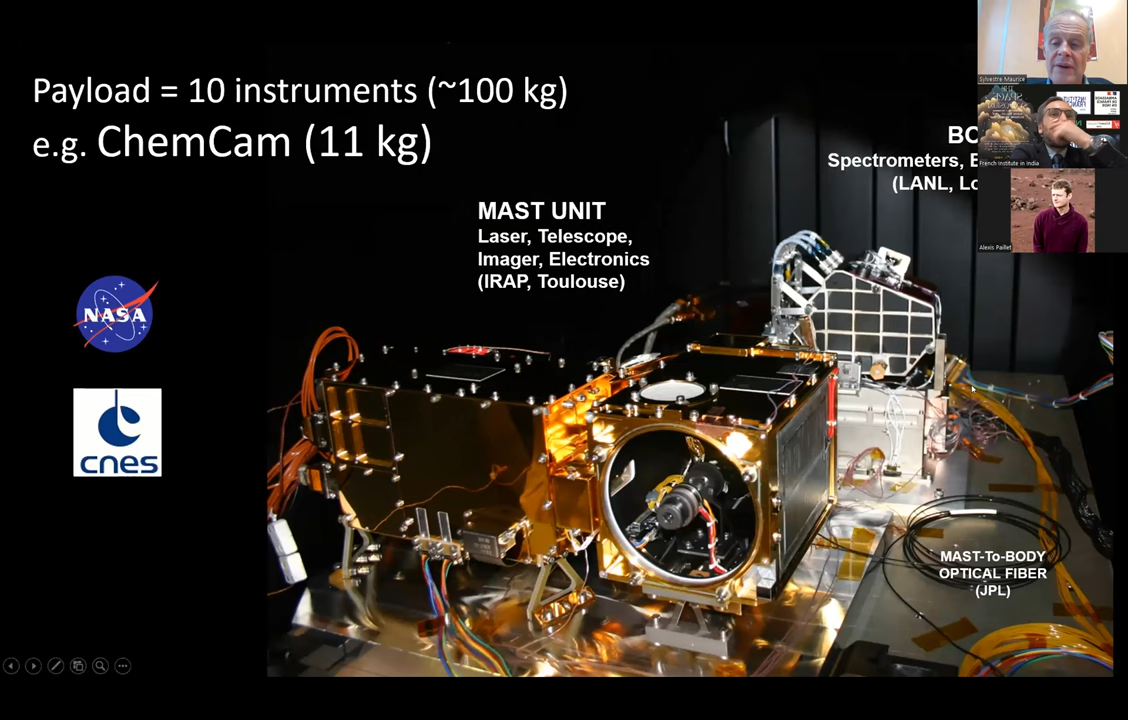 Payload = 10 instruments (~100 kg)
e.g. ChemCam (11 kg)
MAST UNIT
Laser, Telescope,
Imager, Electronics
(IRAP, Toulouse)
BO
Spectrometers, E
(LANL, Lo
NASA
cnes
MAST-To-BODY
OPTICAL FIBER
(JPL)
Sylvestre Maurice
French Institute in India
Alexis Paillet